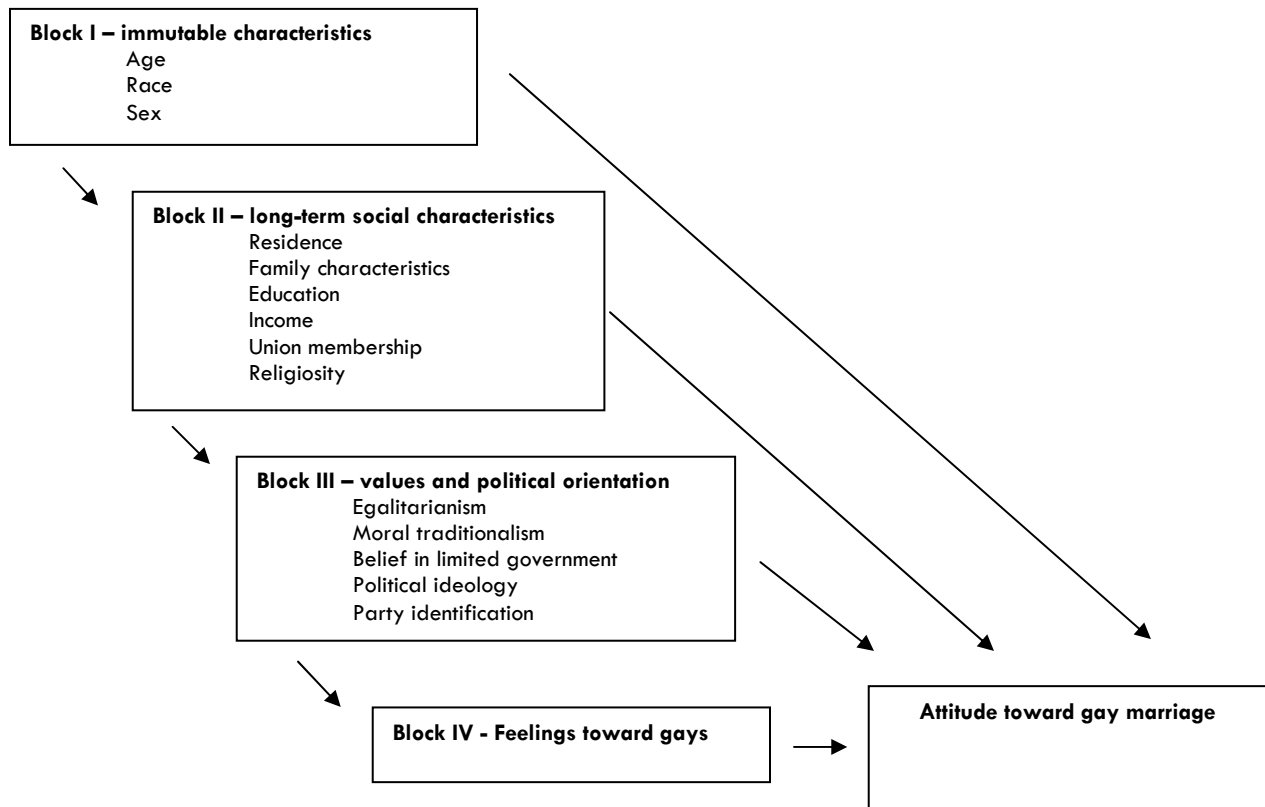 Block I – immutable characteristics
Age
Race
Sex
Block II – long-term social characteristics
Residence
Family characteristics
Education
Income
Union membership
Religiosity
Block III – values and political orientation
Egalitarianism
Moral traditionalism
Belief in limited government
Political ideology
Party identification
Block IV - Feelings toward gays
Attitude toward gay marriage